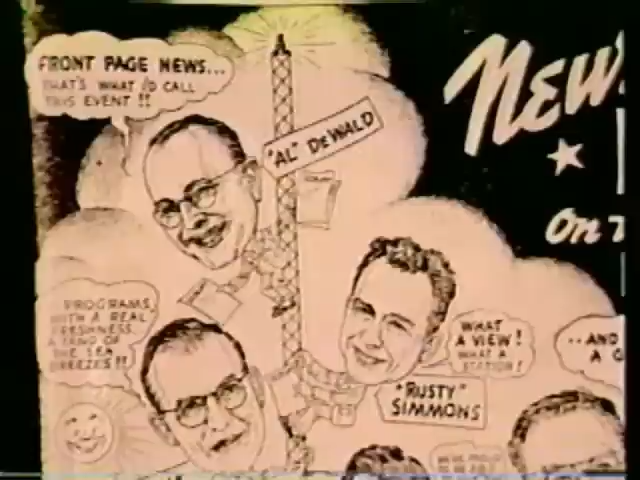 FRONT PAGE NEWS...
THAT'S WHAT I'D CALL
THIS EVENT!!
"AL" DeWALD
NEW
On
PROGRAMS
WITH A REAL
FRESHNESS
A TANG OF
THE SEA
BREEZES!!
WHAT
A VIEW!
WHAT A
STATION!
"RUSTY"
SIMMONS
..AND
A